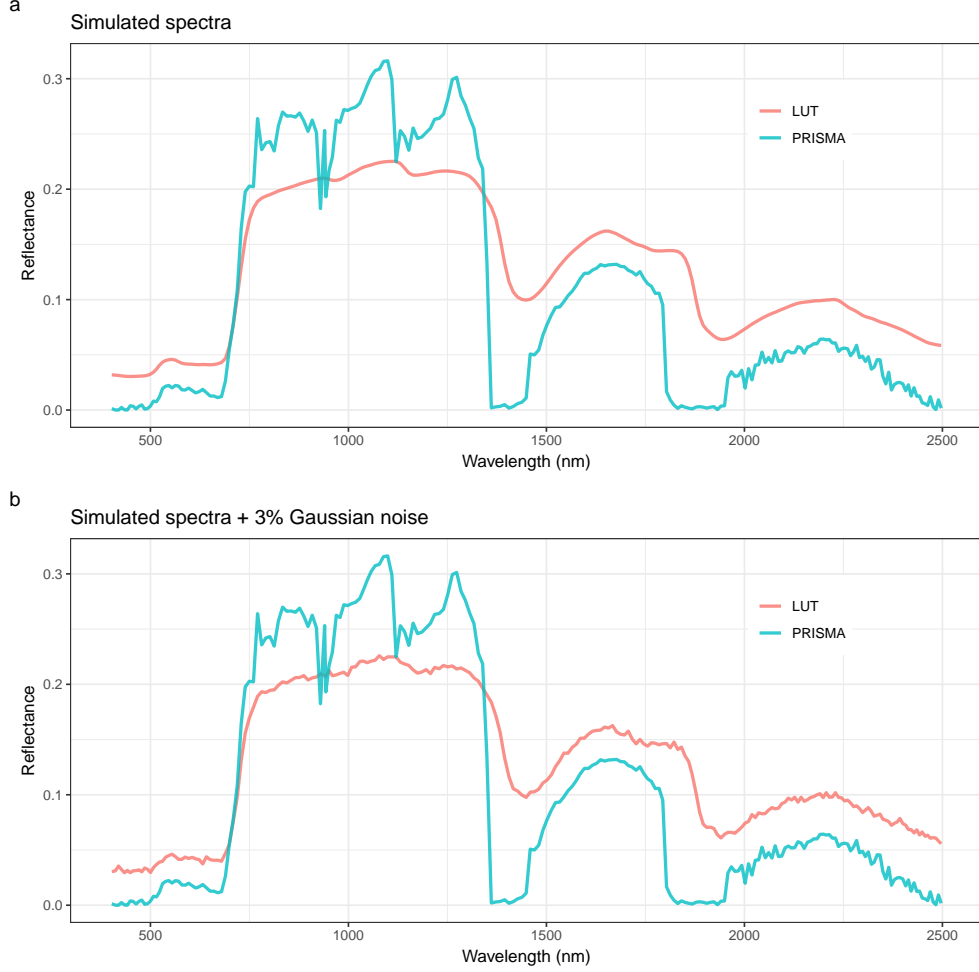 a
Simulated spectra
0.3
0.2
0.1
0.0
Reflectance
LUT
PRISMA
500 1000 1500 2000 2500
Wavelength (nm)
b
Simulated spectra + 3% Gaussian noise
0.3
0.2
0.1
0.0
Reflectance
LUT
PRISMA
500 1000 1500 2000 2500
Wavelength (nm)